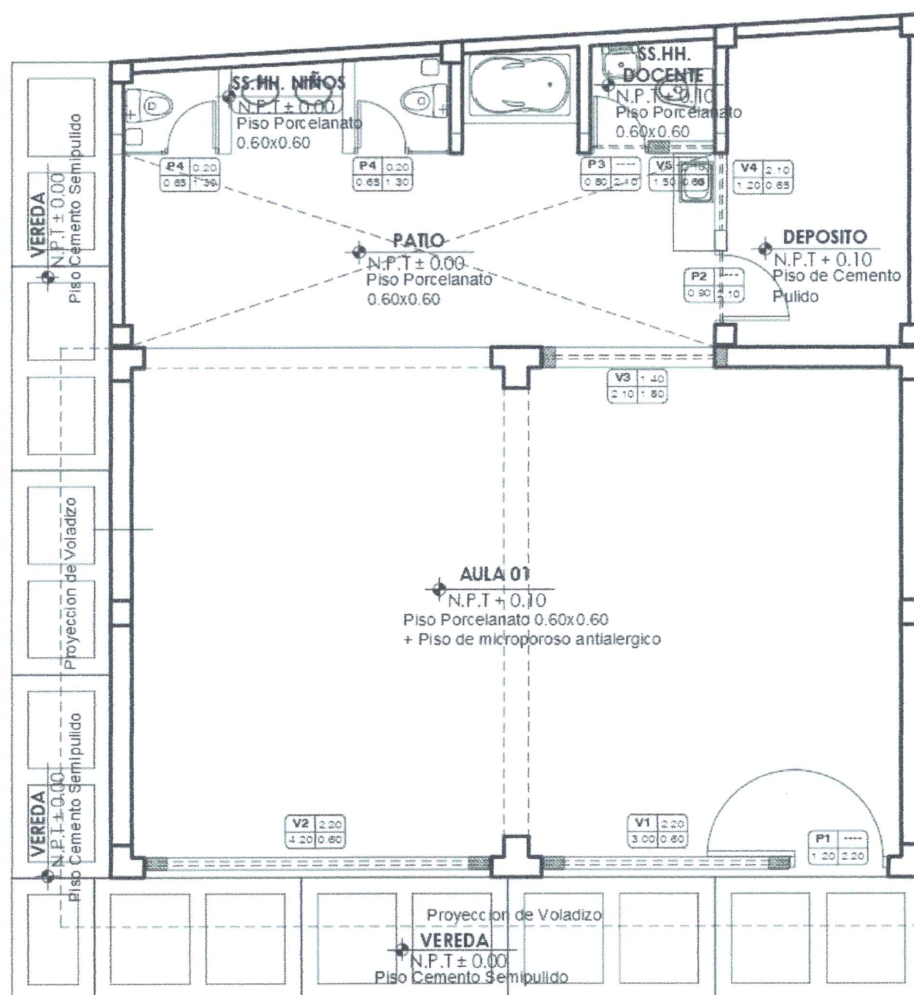 SS.HH. NIÑOS
N.P.T ± 0.00
Piso Porcelanato
0.60x0.60
SS.HH.
DOCENTE
N.P.T + 0.10
Piso Porcelanato
0.60x0.60
P4 0.20
0.65 1.30
P4 0.20
0.65 1.30
P3 ----
0.80 2.40
V5
1.50
V4 2.10
1.20 0.65
VEREDA
N.P.T ± 0.00
Piso Cemento Semipulido
PATIO
N.P.T ± 0.00
Piso Porcelanato
0.60x0.60
DEPOSITO
N.P.T + 0.10
Piso de Cemento
Pulido
P2 ----
0.90 2.10
V3 1.40
2.10 1.50
Proyeccion de Voladizo
AULA 01
N.P.T + 0.10
Piso Porcelanato 0.60x0.60
+ Piso de microporoso antialergico
VEREDA
N.P.T ± 0.00
Piso Cemento Semipulido
V2 2.20
4.20 0.60
V1 2.20
3.00 0.60
P1 ----
1.20 2.20
Proyeccion de Voladizo
VEREDA
N.P.T ± 0.00
Piso Cemento Semipulido